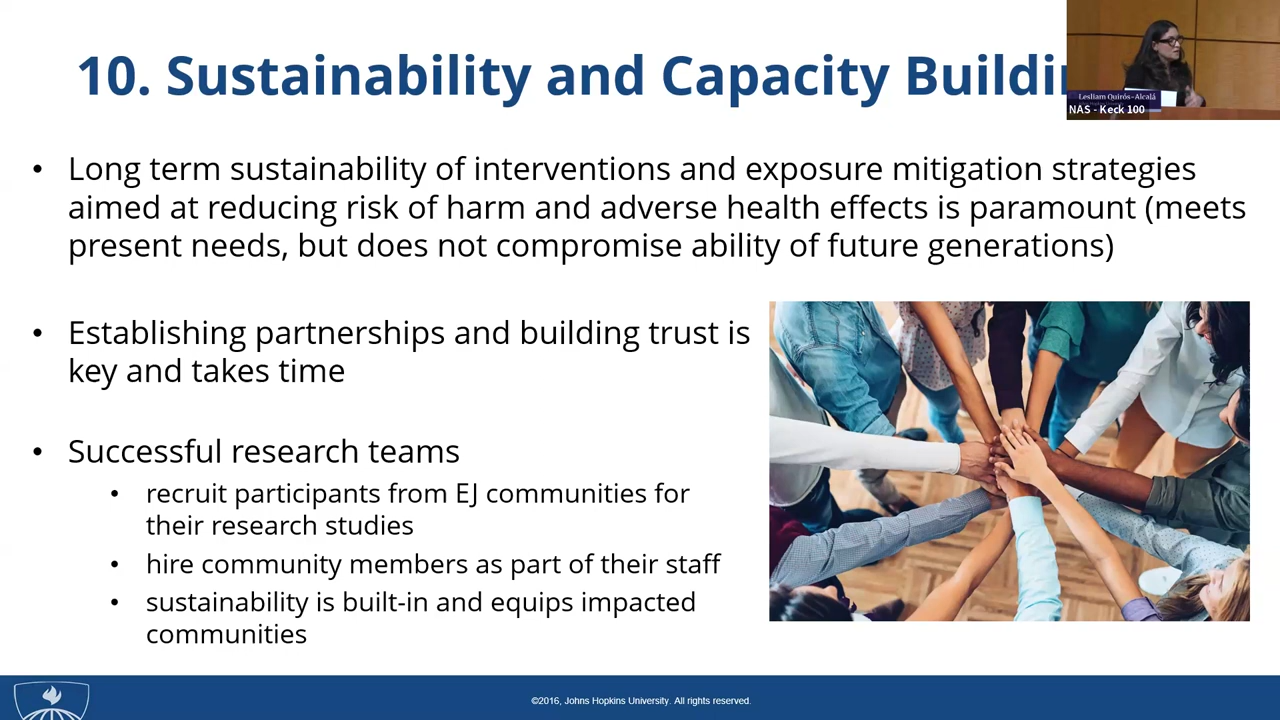 10. Sustainability and Capacity Buildi
Lesliam Quirós-Alcalá
NAS - Keck 100
• Long term sustainability of interventions and exposure mitigation strategies
aimed at reducing risk of harm and adverse health effects is paramount (meets
present needs, but does not compromise ability of future generations)
• Establishing partnerships and building trust is
key and takes time
• Successful research teams
• recruit participants from EJ communities for
their research studies
• hire community members as part of their staff
• sustainability is built-in and equips impacted
communities
©2016, Johns Hopkins University. All rights reserved.